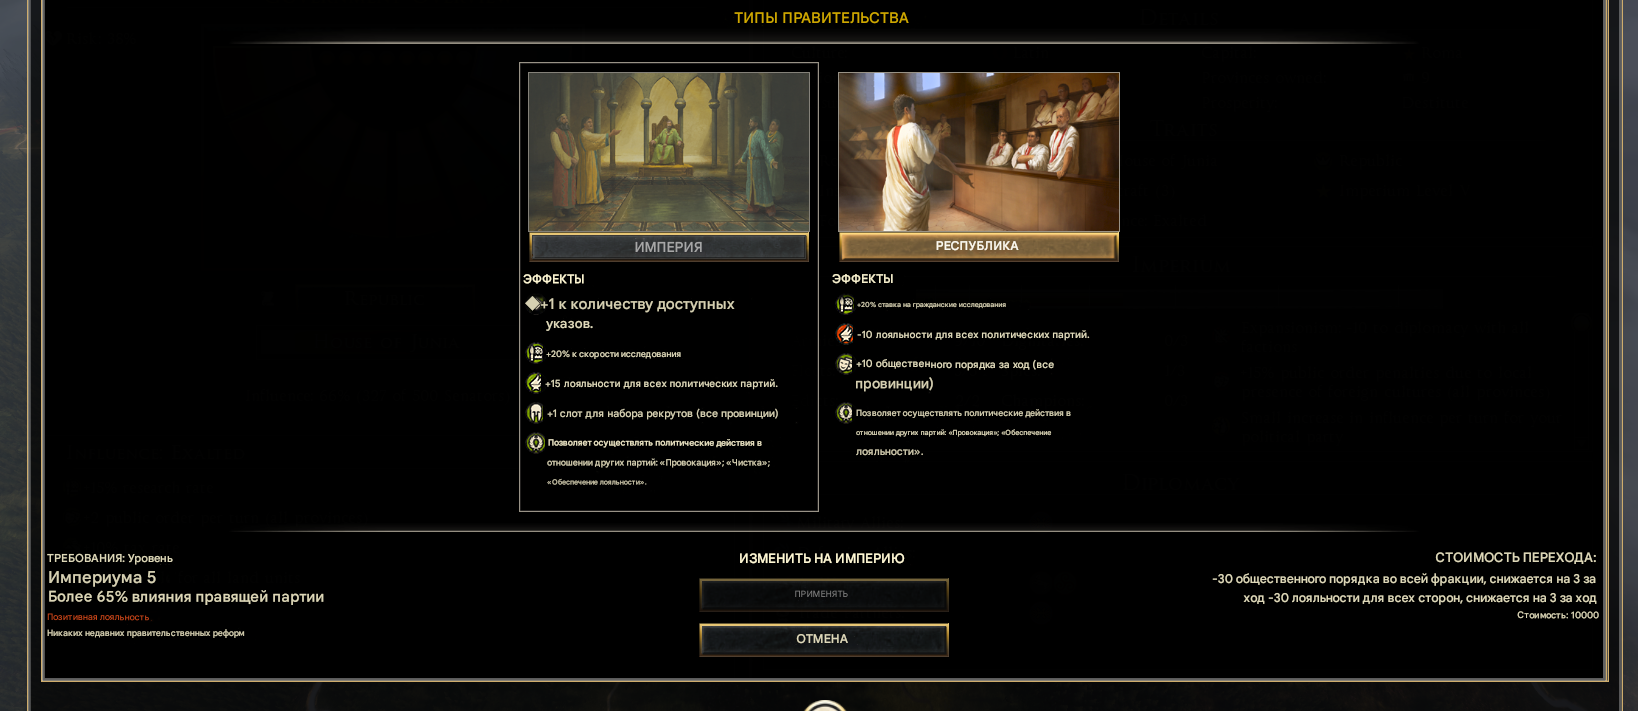 ТИПЫ ПРАВИТЕЛЬСТВА
ИМПЕРИЯ
ЭФФЕКТЫ
+1 к количеству доступных
указов.
+20% к скорости исследования
+15 лояльности для всех политических партий.
+1 слот для набора рекрутов (все провинции)
Позволяет осуществлять политические действия в
отношении других партий: «Провокация»; «Чистка»;
«Обеспечение лояльности».
РЕСПУБЛИКА
ЭФФЕКТЫ
+20% ставка на гражданские исследования
-10 лояльности для всех политических партий.
+10 общественного порядка за ход (все
провинции)
Позволяет осуществлять политические действия в
отношении других партий: «Провокация»; «Обеспечение
лояльности».
ТРЕБОВАНИЯ: Уровень
Империума 5
Более 65% влияния правящей партии
Позитивная лояльность
Никаких недавних правительственных реформ
ИЗМЕНИТЬ НА ИМПЕРИЮ
ПРИМЕНЯТЬ
ОТМЕНА
СТОИМОСТЬ ПЕРЕХОДА:
-30 общественного порядка во всей фракции, снижается на 3 за
ход -30 лояльности для всех сторон, снижается на 3 за ход
Стоимость: 10000